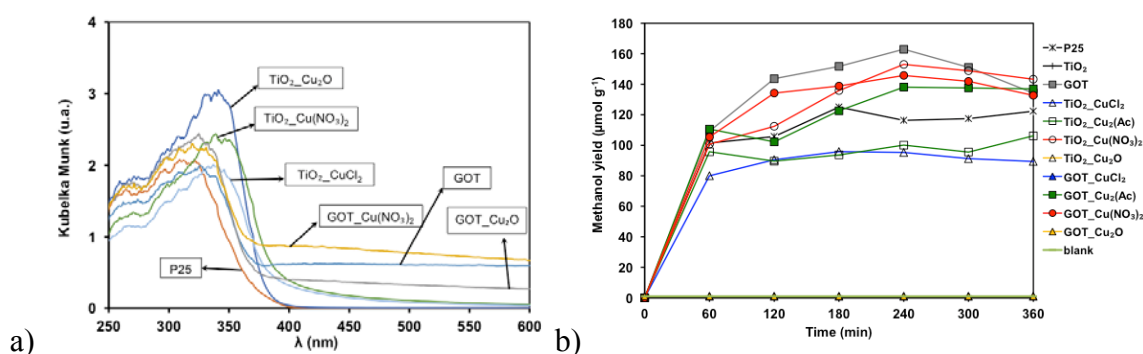 a)
Kubelka Munk (u.a.)
4
3
2
1
0
250 300 350 400 450 500 550 600
λ (nm)
TiO₂_Cu₂O
TiO₂_Cu(NO₃)₂
TiO₂_CuCl₂
GOT
GOT_Cu(NO₃)₂
GOT_Cu₂O
P25
b)
Methanol yield (µmol g⁻¹)
180
160
140
120
100
80
60
40
20
0
0 60 120 180 240 300 360
Time (min)
P25
TiO₂
GOT
TiO₂_CuCl₂
TiO₂_Cu₂(Ac)
TiO₂_Cu(NO₃)₂
TiO₂_Cu₂O
GOT_CuCl₂
GOT_Cu₂(Ac)
GOT_Cu(NO₃)₂
GOT_Cu₂O
blank